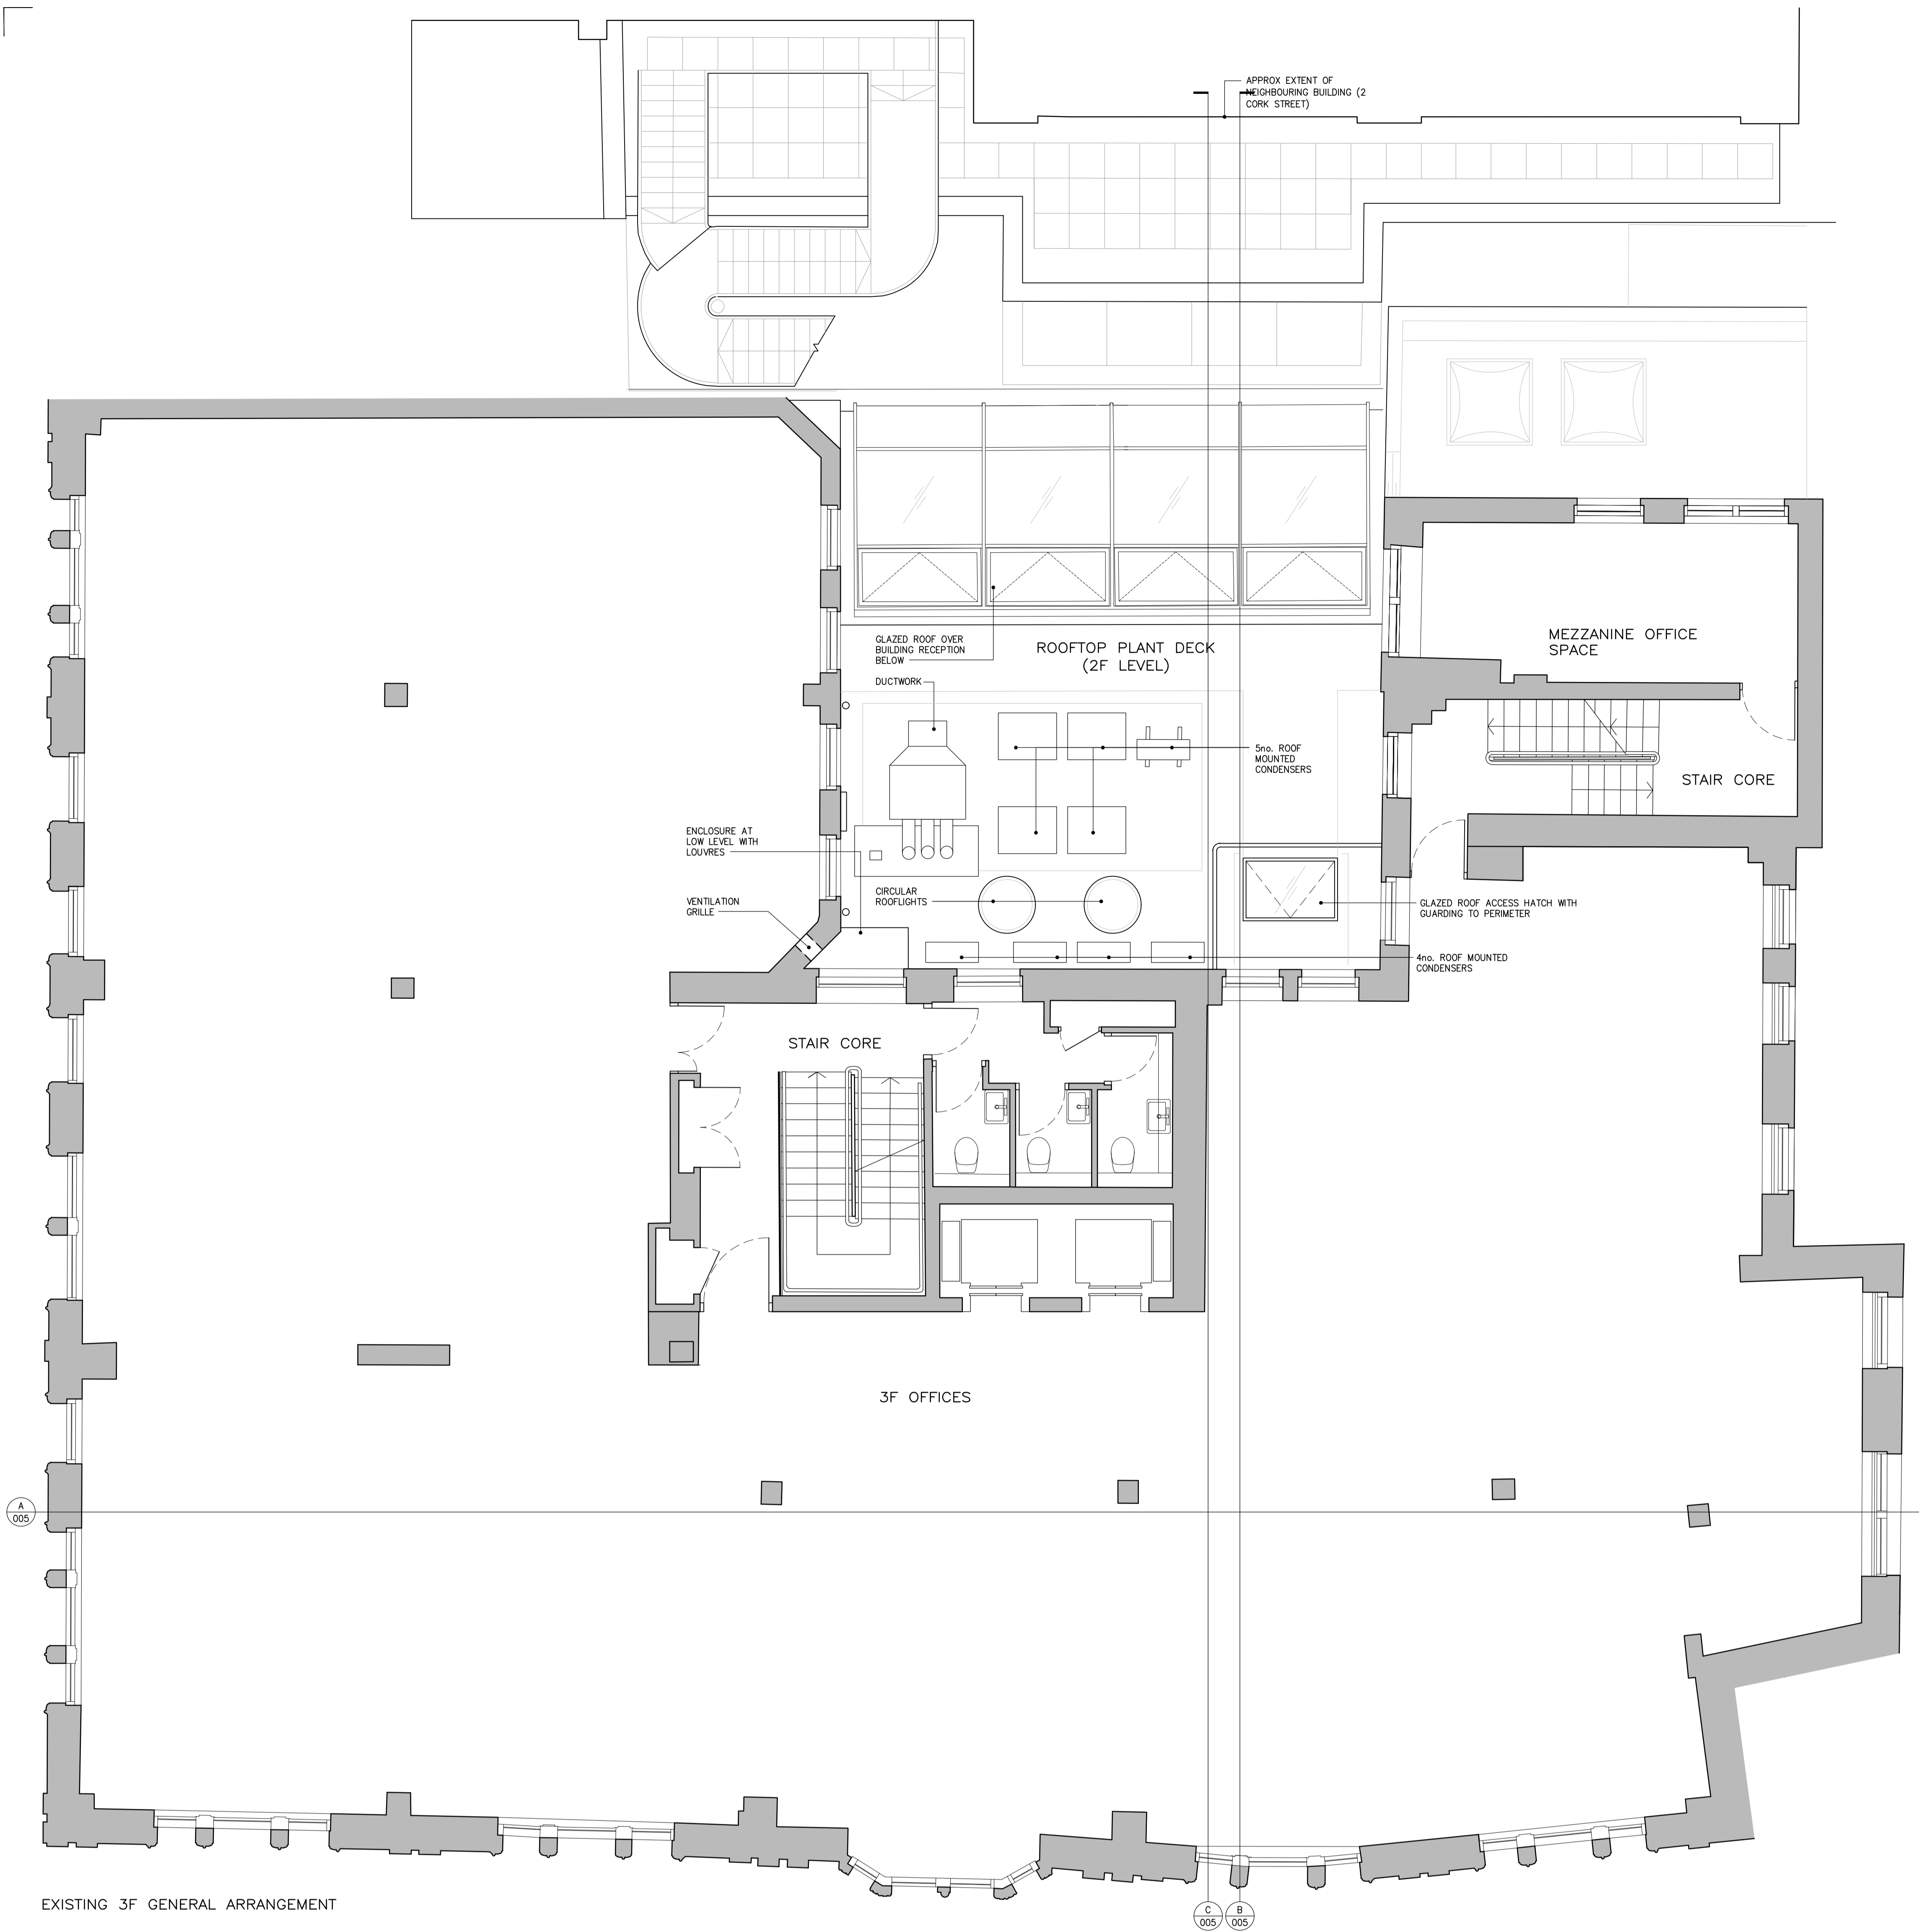 APPROX EXTENT OF
NEIGHBOURING BUILDING (2
CORK STREET)
GLAZED ROOF OVER
BUILDING RECEPTION
BELOW
ROOFTOP PLANT DECK
(2F LEVEL)
MEZZANINE OFFICE
SPACE
DUCTWORK
5no. ROOF
MOUNTED
CONDENSERS
STAIR CORE
ENCLOSURE AT
LOW LEVEL WITH
LOUVRES
CIRCULAR
ROOFLIGHTS
VENTILATION
GRILLE
GLAZED ROOF ACCESS HATCH WITH
GUARDING TO PERIMETER
4no. ROOF MOUNTED
CONDENSERS
STAIR CORE
3F OFFICES
A
005
EXISTING 3F GENERAL ARRANGEMENT
C
005
B
005